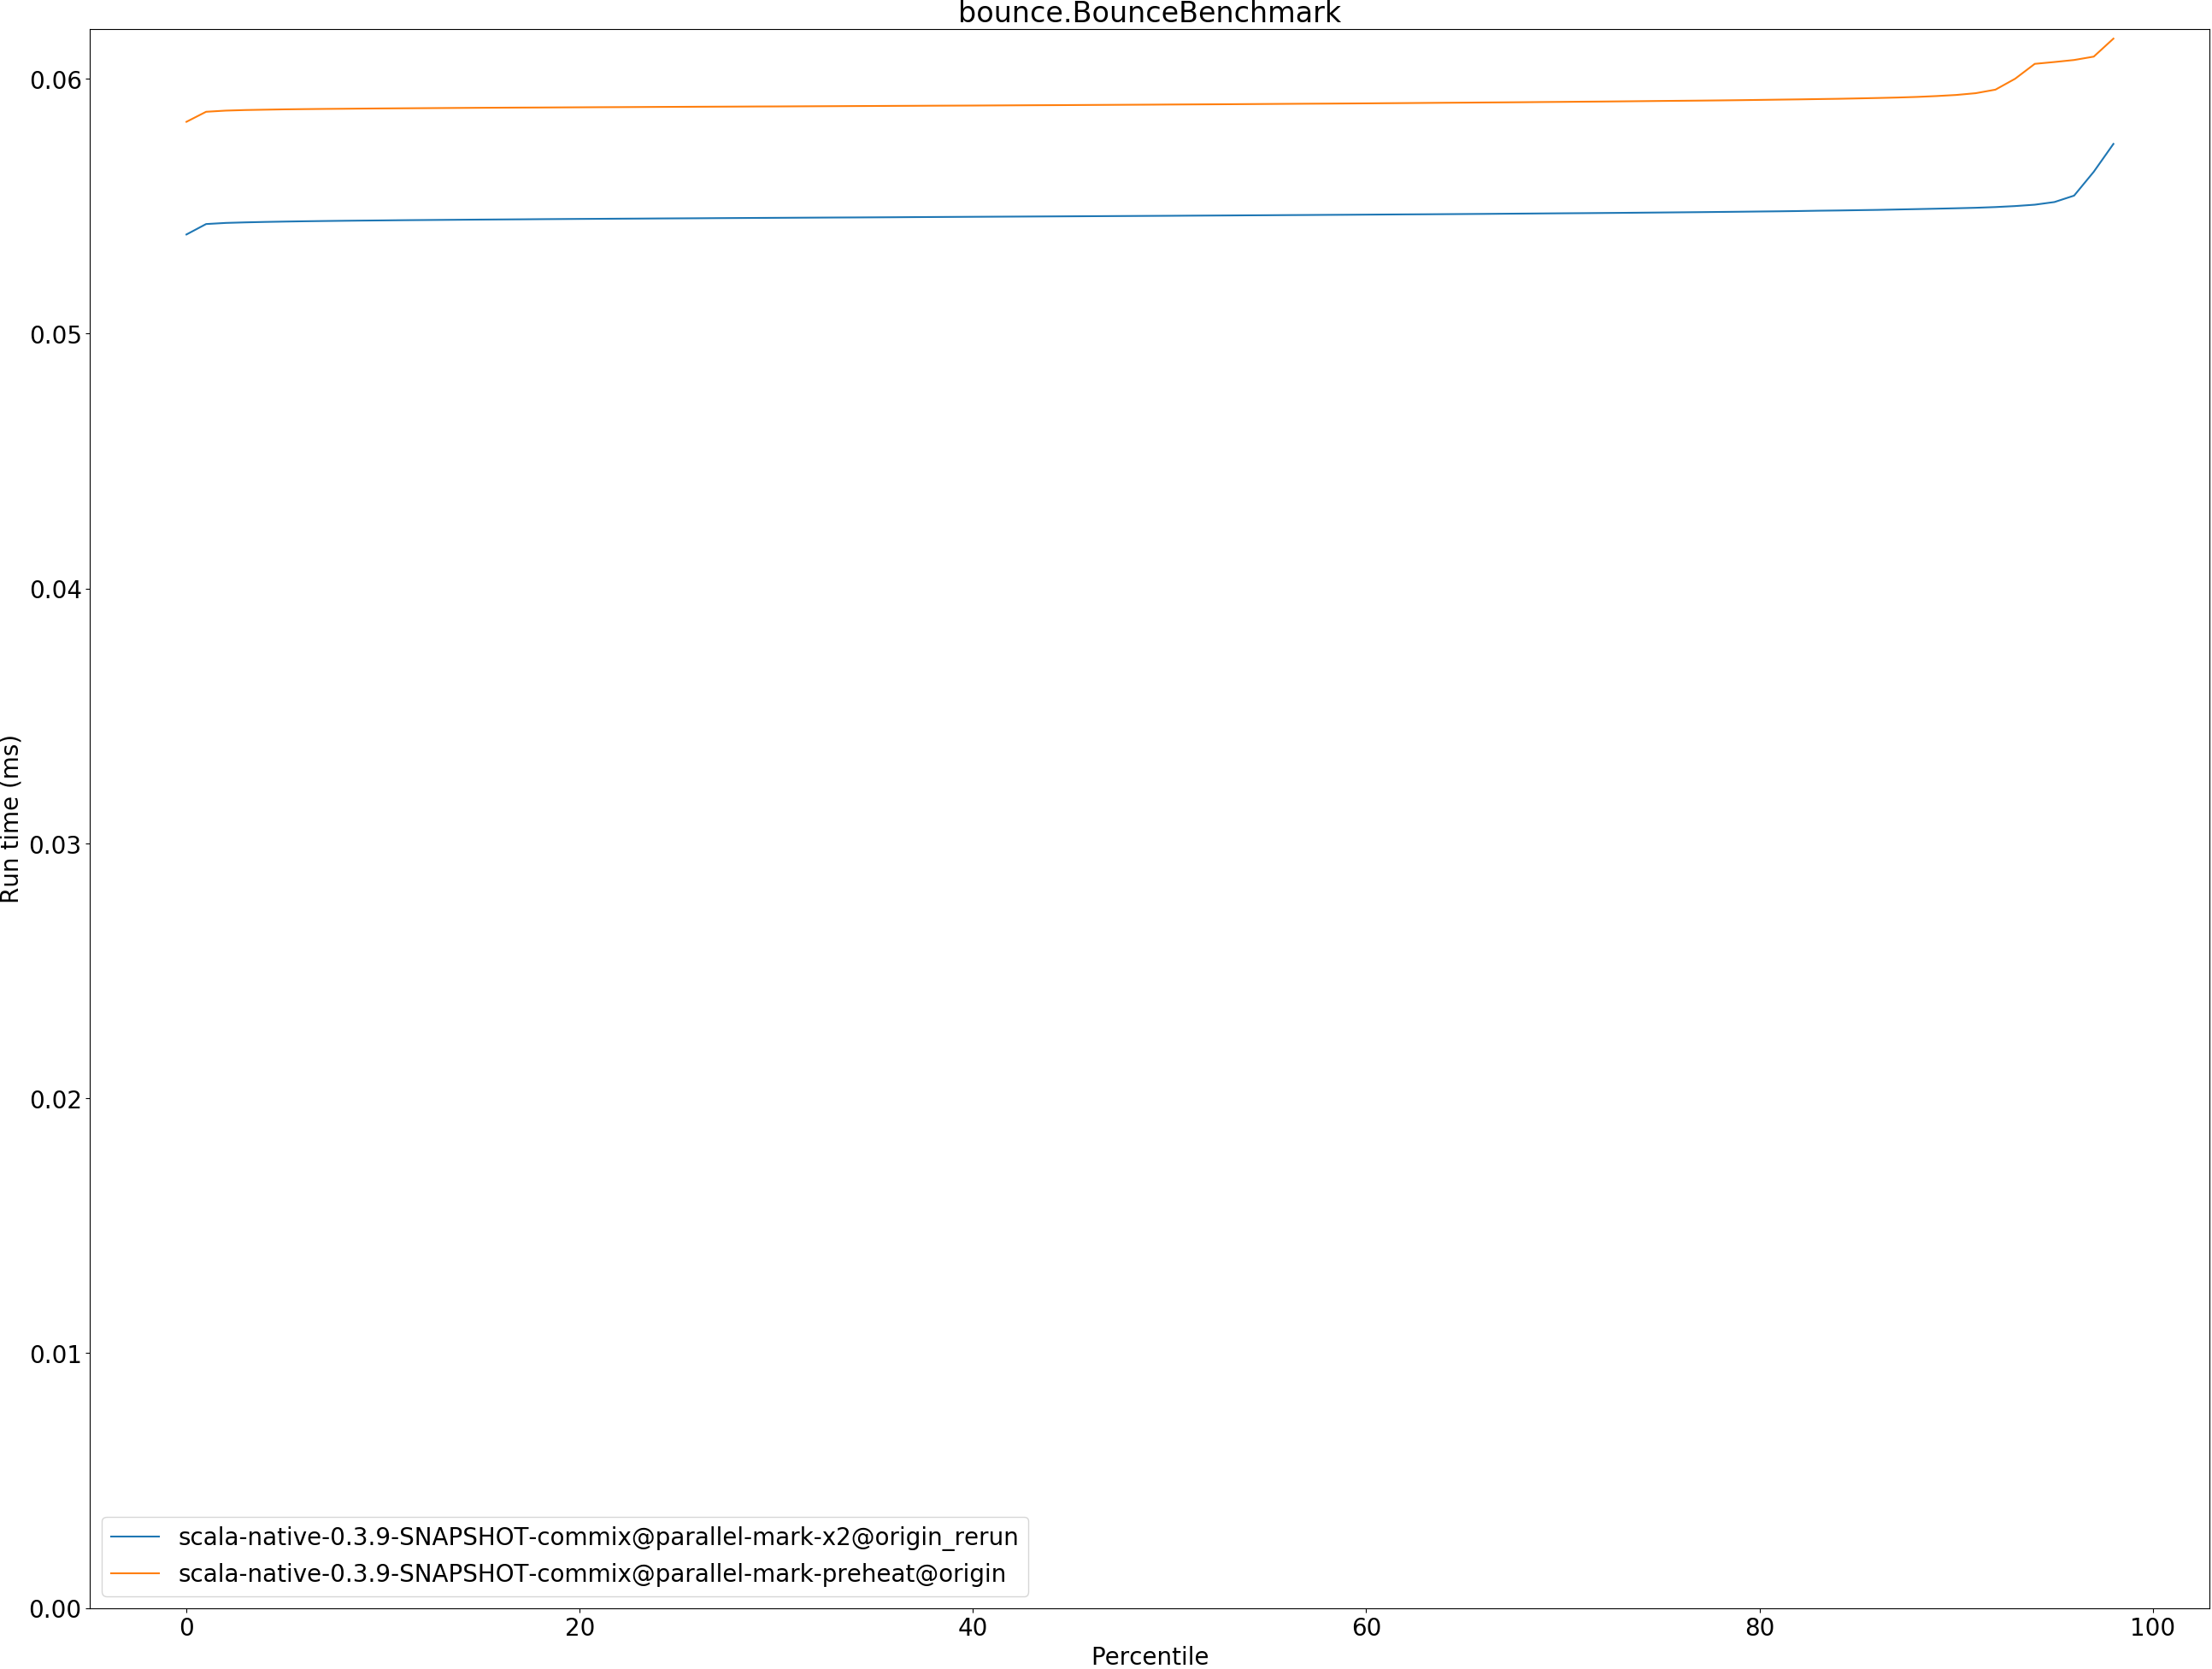 bounce.BounceBenchmark
0.06
0.05
0.04
0.03
0.02
0.01
0.00
Run time (ms)
scala-native-0.3.9-SNAPSHOT-commix@parallel-mark-x2@origin_rerun
scala-native-0.3.9-SNAPSHOT-commix@parallel-mark-preheat@origin
0 20 40 60 80 100
Percentile